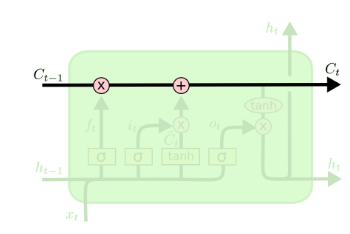 h_t
C_{t-1} × + C_t
tanh
f_t i_t × o_t ×
C̃_t
σ σ tanh σ
h_{t-1} h_t
x_t